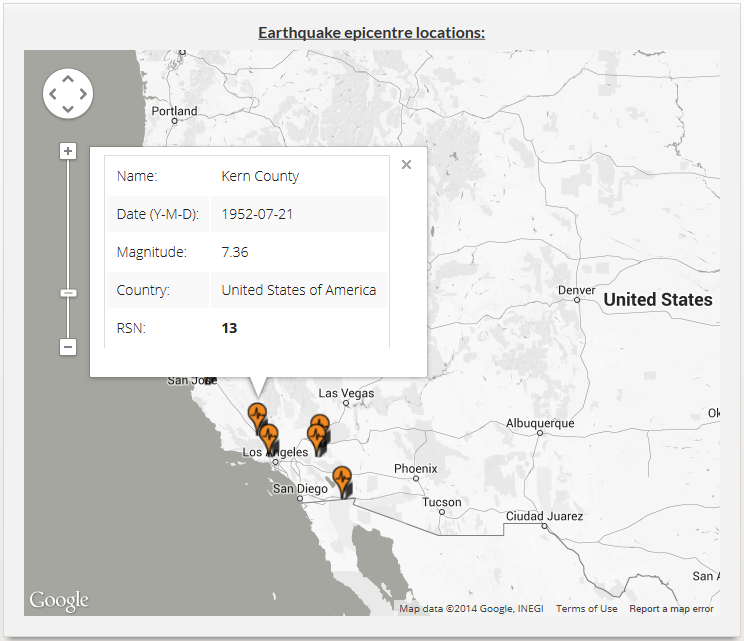 Earthquake epicentre locations:
Portland
+
Name: Kern County
Date (Y-M-D): 1952-07-21
Magnitude: 7.36
Country: United States of America
RSN: 13
Denver
United States
San Jose
Las Vegas
Albuquerque
Ok
Los Angeles
Phoenix
San Diego
Tucson
Ciudad Juarez
San A
Google
Map data ©2014 Google, INEGI Terms of Use Report a map error